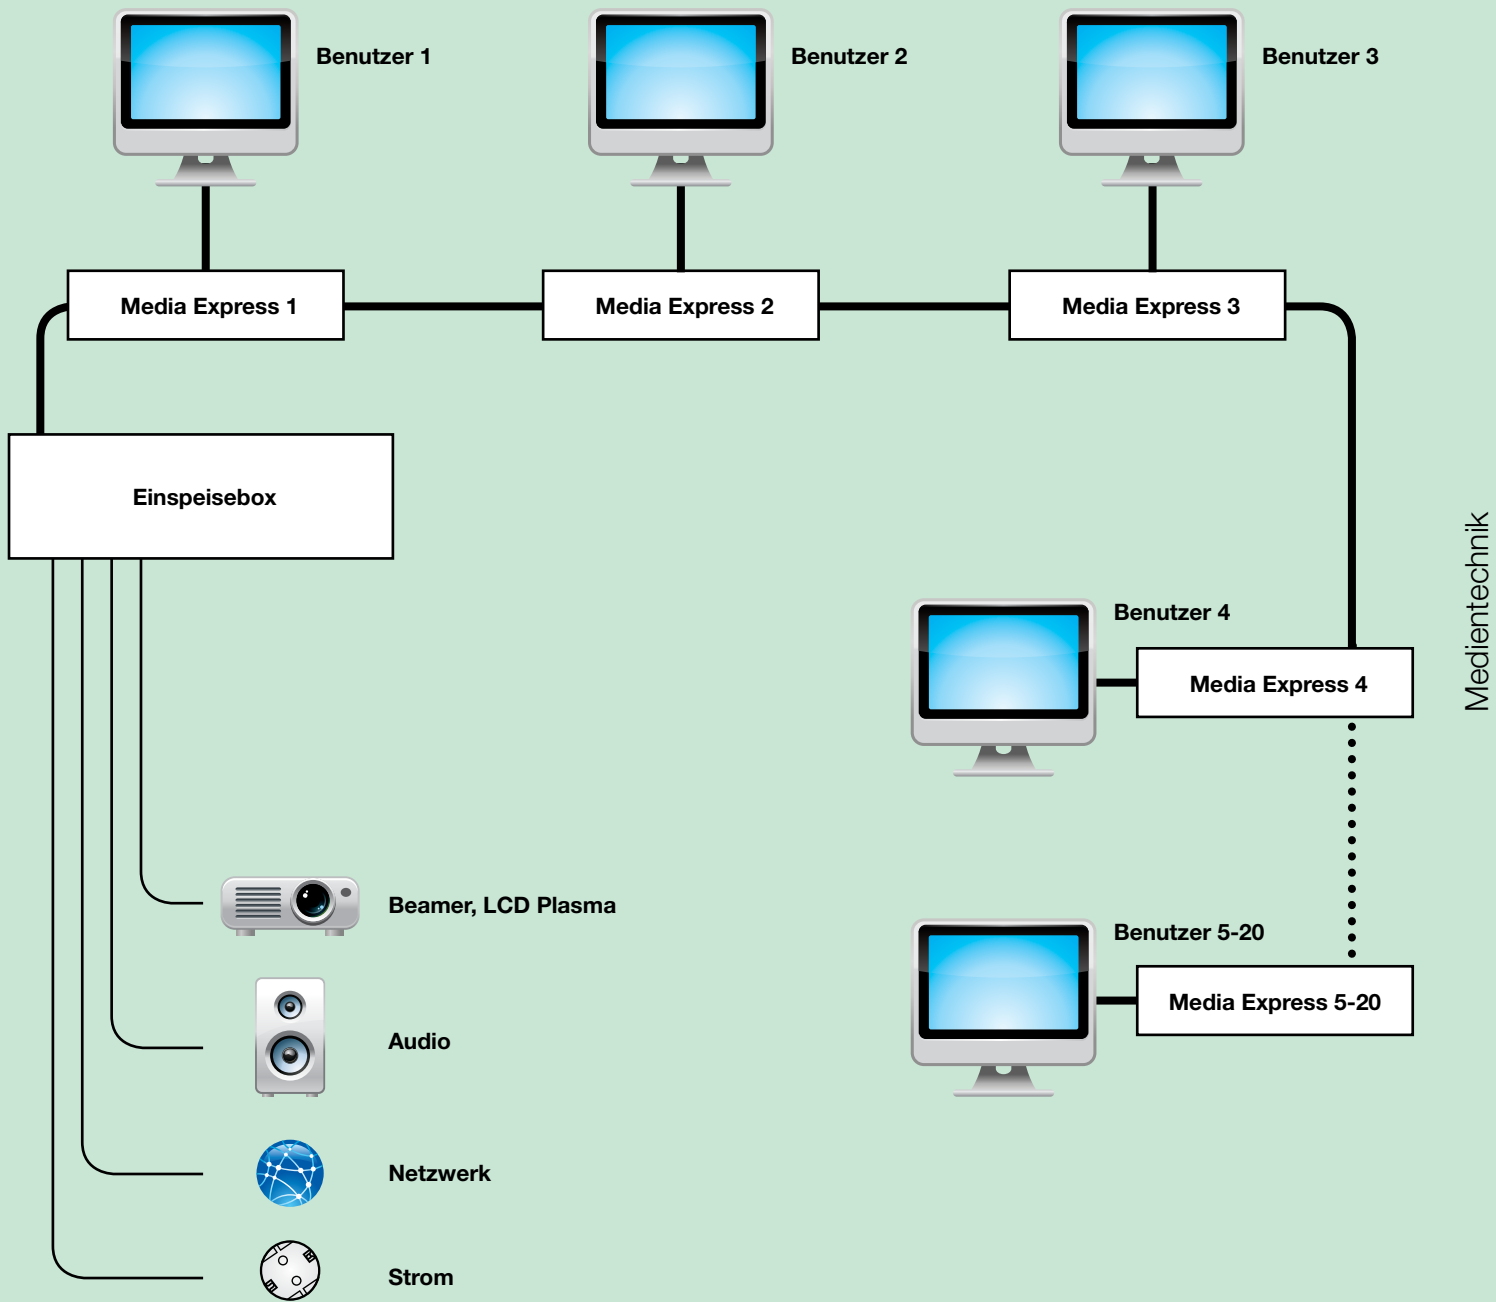 Benutzer 1
Benutzer 2
Benutzer 3
Media Express 1
Media Express 2
Media Express 3
Einspeisebox
Medientechnik
Benutzer 4
Media Express 4
Beamer, LCD Plasma
Benutzer 5-20
Media Express 5-20
Audio
Netzwerk
Strom